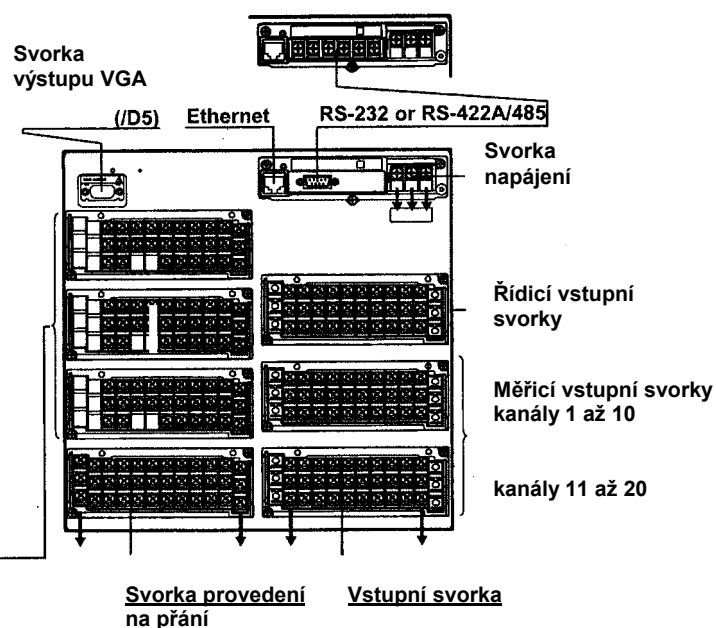 Svorka
výstupu VGA
(/D5)
Ethernet
RS-232 or RS-422A/485
Svorka
napájení
Řídicí vstupní
svorky
Měřicí vstupní svorky
kanály 1 až 10
kanály 11 až 20
Svorka provedení
na přání
Vstupní svorka